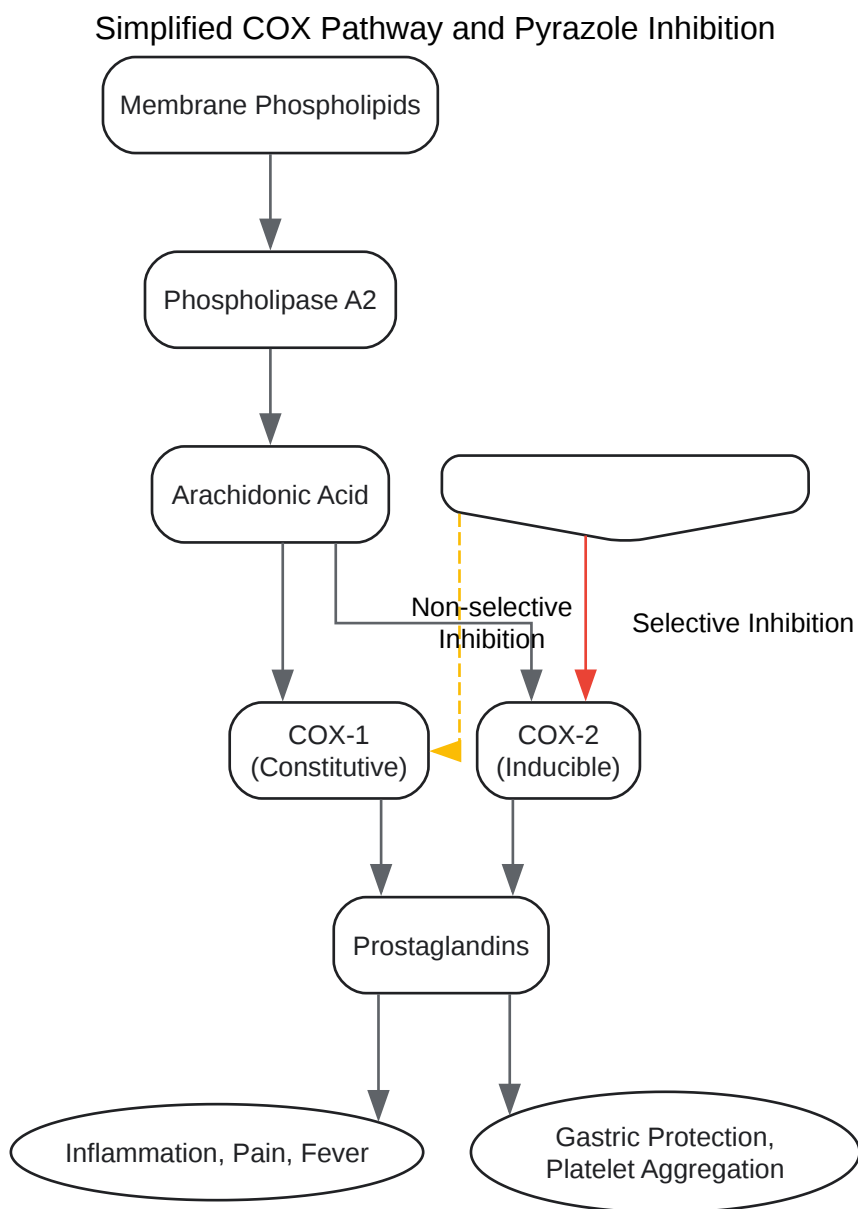 Simplified COX Pathway and Pyrazole Inhibition
Membrane Phospholipids
Phospholipase A2
Arachidonic Acid
Non-selective
Inhibition
Selective Inhibition
COX-1
(Constitutive)
COX-2
(Inducible)
Prostaglandins
Inflammation, Pain, Fever
Gastric Protection,
Platelet Aggregation